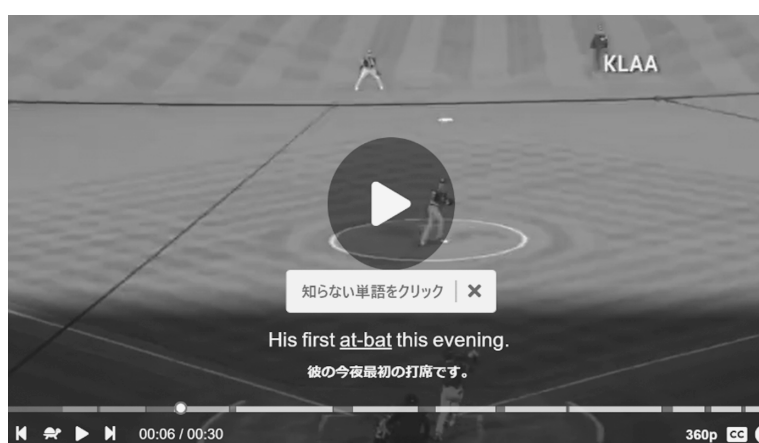 KLAA
知らない単語をクリック
His first at-bat this evening.
彼の今夜最初の打席です。
00:06 / 00:30
360p CC